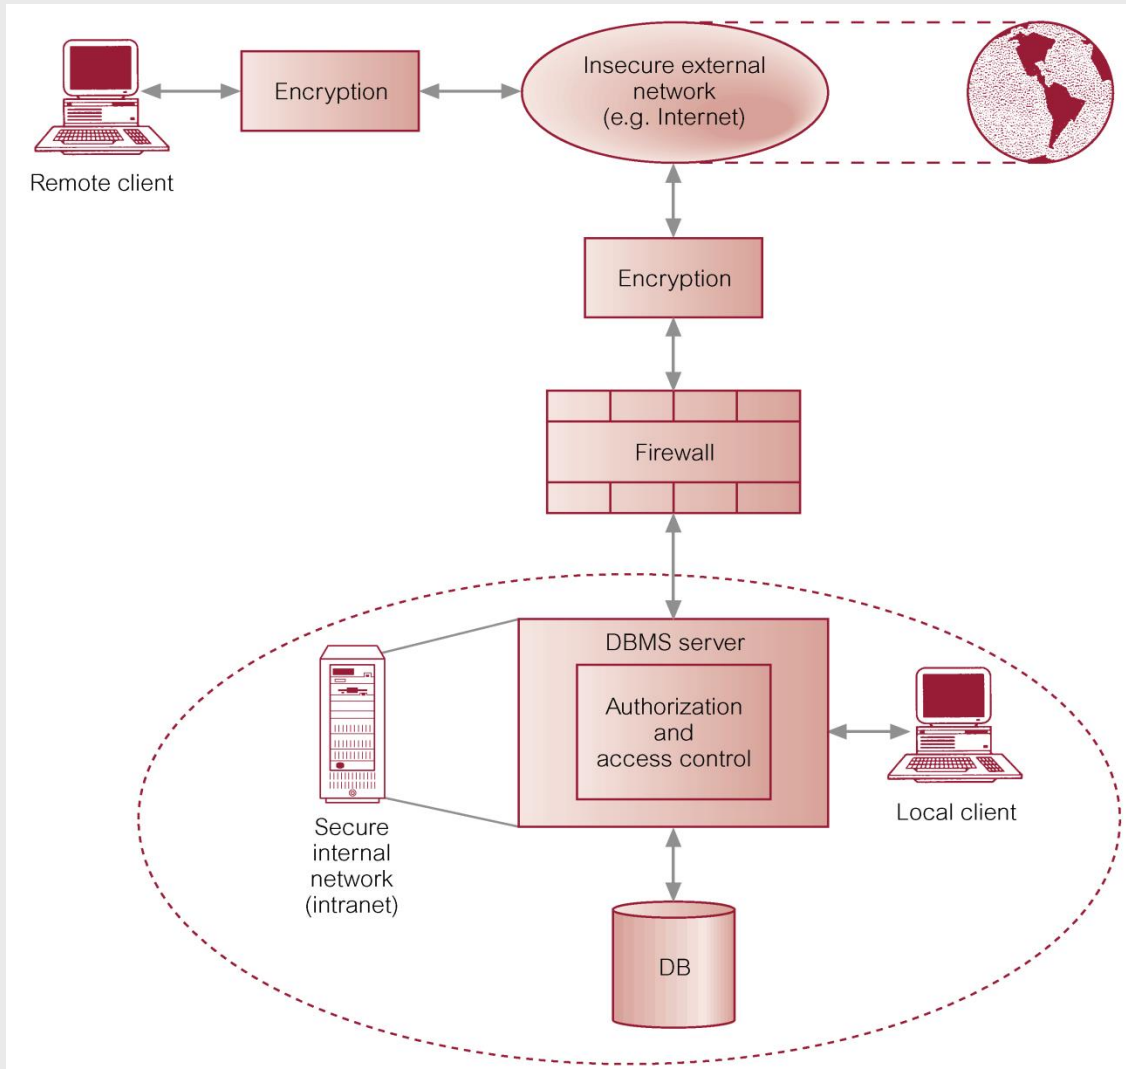 Encryption
Insecure external
network
(e.g. Internet)
Remote client
Encryption
Firewall
DBMS server
Authorization
and
access control
Local client
Secure
internal
network
(intranet)
DB